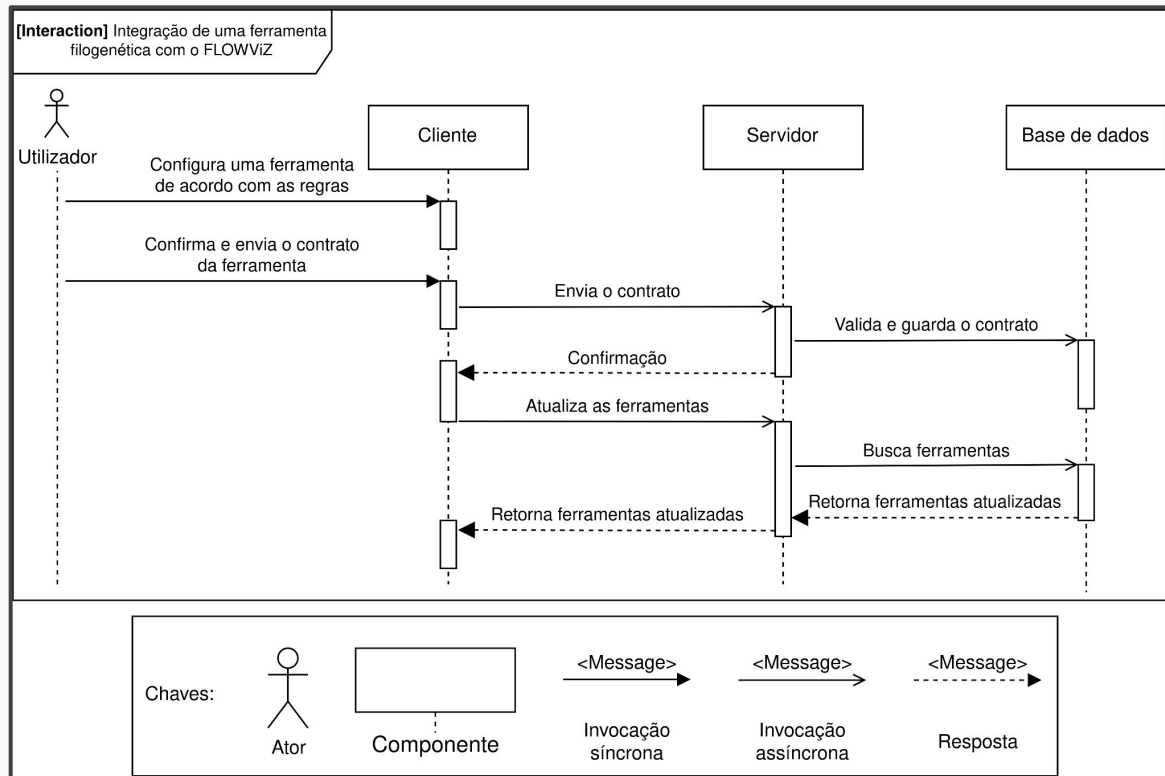 [Interaction] Integração de uma ferramenta
filogenética com o FLOWViZ
Utilizador
Cliente
Servidor
Base de dados
Configura uma ferramenta
de acordo com as regras
Confirma e envia o contrato
da ferramenta
Envia o contrato
Valida e guarda o contrato
Confirmação
Atualiza as ferramentas
Busca ferramentas
Retorna ferramentas atualizadas
Retorna ferramentas atualizadas
Chaves:
Ator
Componente
<Message>
Invocação
síncrona
<Message>
Invocação
assíncrona
<Message>
Resposta